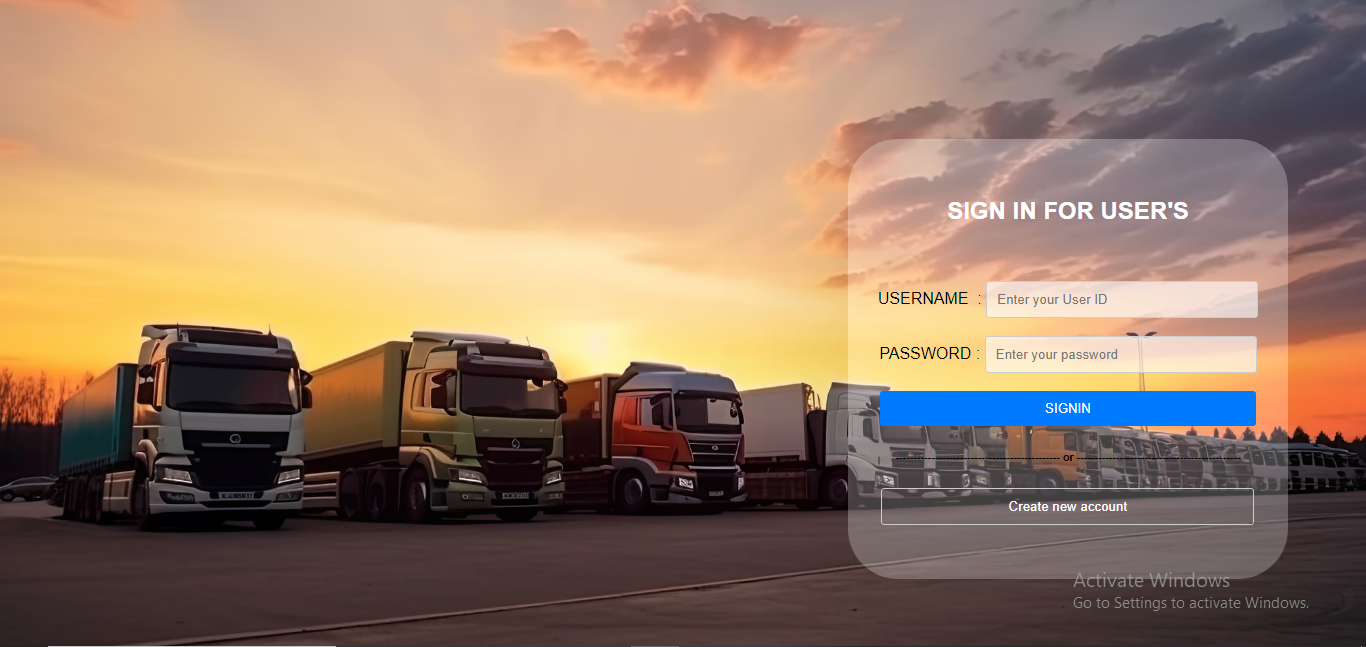 SIGN IN FOR USER'S
USERNAME : Enter your User ID
PASSWORD : Enter your password
SIGNIN
------------------------------------------ or ------------------------------------------
Create new account
Activate Windows
Go to Settings to activate Windows.